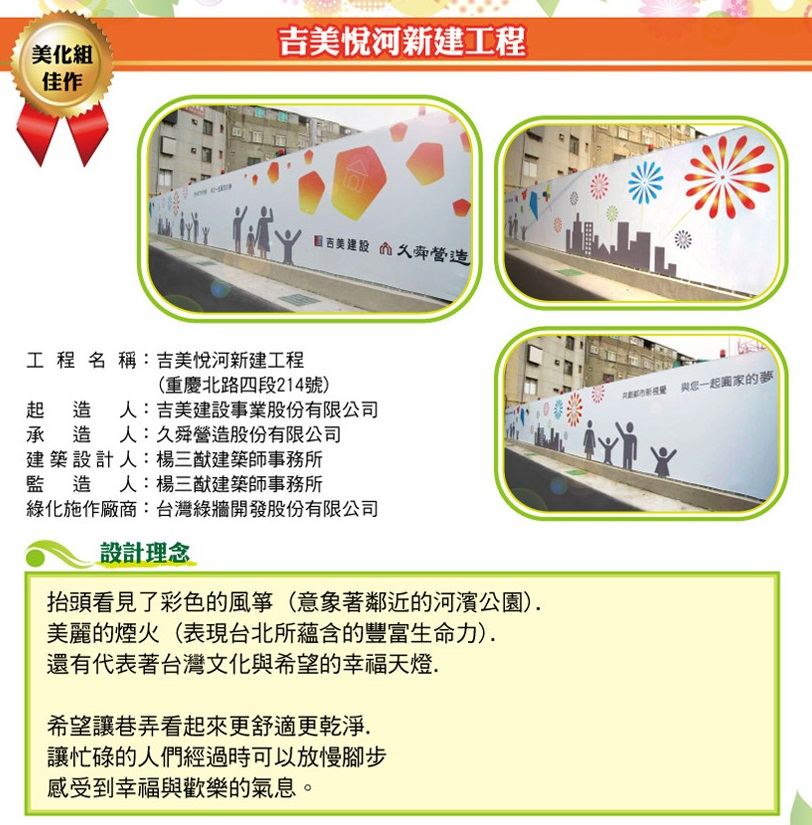 吉美悅河新建工程
美化組
佳作
吉美建設 久舜營造
共創都市新視覺 與您一起圓家的夢
工程名稱：吉美悅河新建工程
(重慶北路四段214號)
起造人：吉美建設事業股份有限公司
承造人：久舜營造股份有限公司
建築設計人：楊三猷建築師事務所
監造人：楊三猷建築師事務所
綠化施作廠商：台灣綠牆開發股份有限公司
設計理念
抬頭看見了彩色的風箏（意象著鄰近的河濱公園）.
美麗的煙火（表現台北所蘊含的豐富生命力）.
還有代表著台灣文化與希望的幸福天燈.
希望讓巷弄看起來更舒適更乾淨.
讓忙碌的人們經過時可以放慢腳步
感受到幸福與歡樂的氣息。